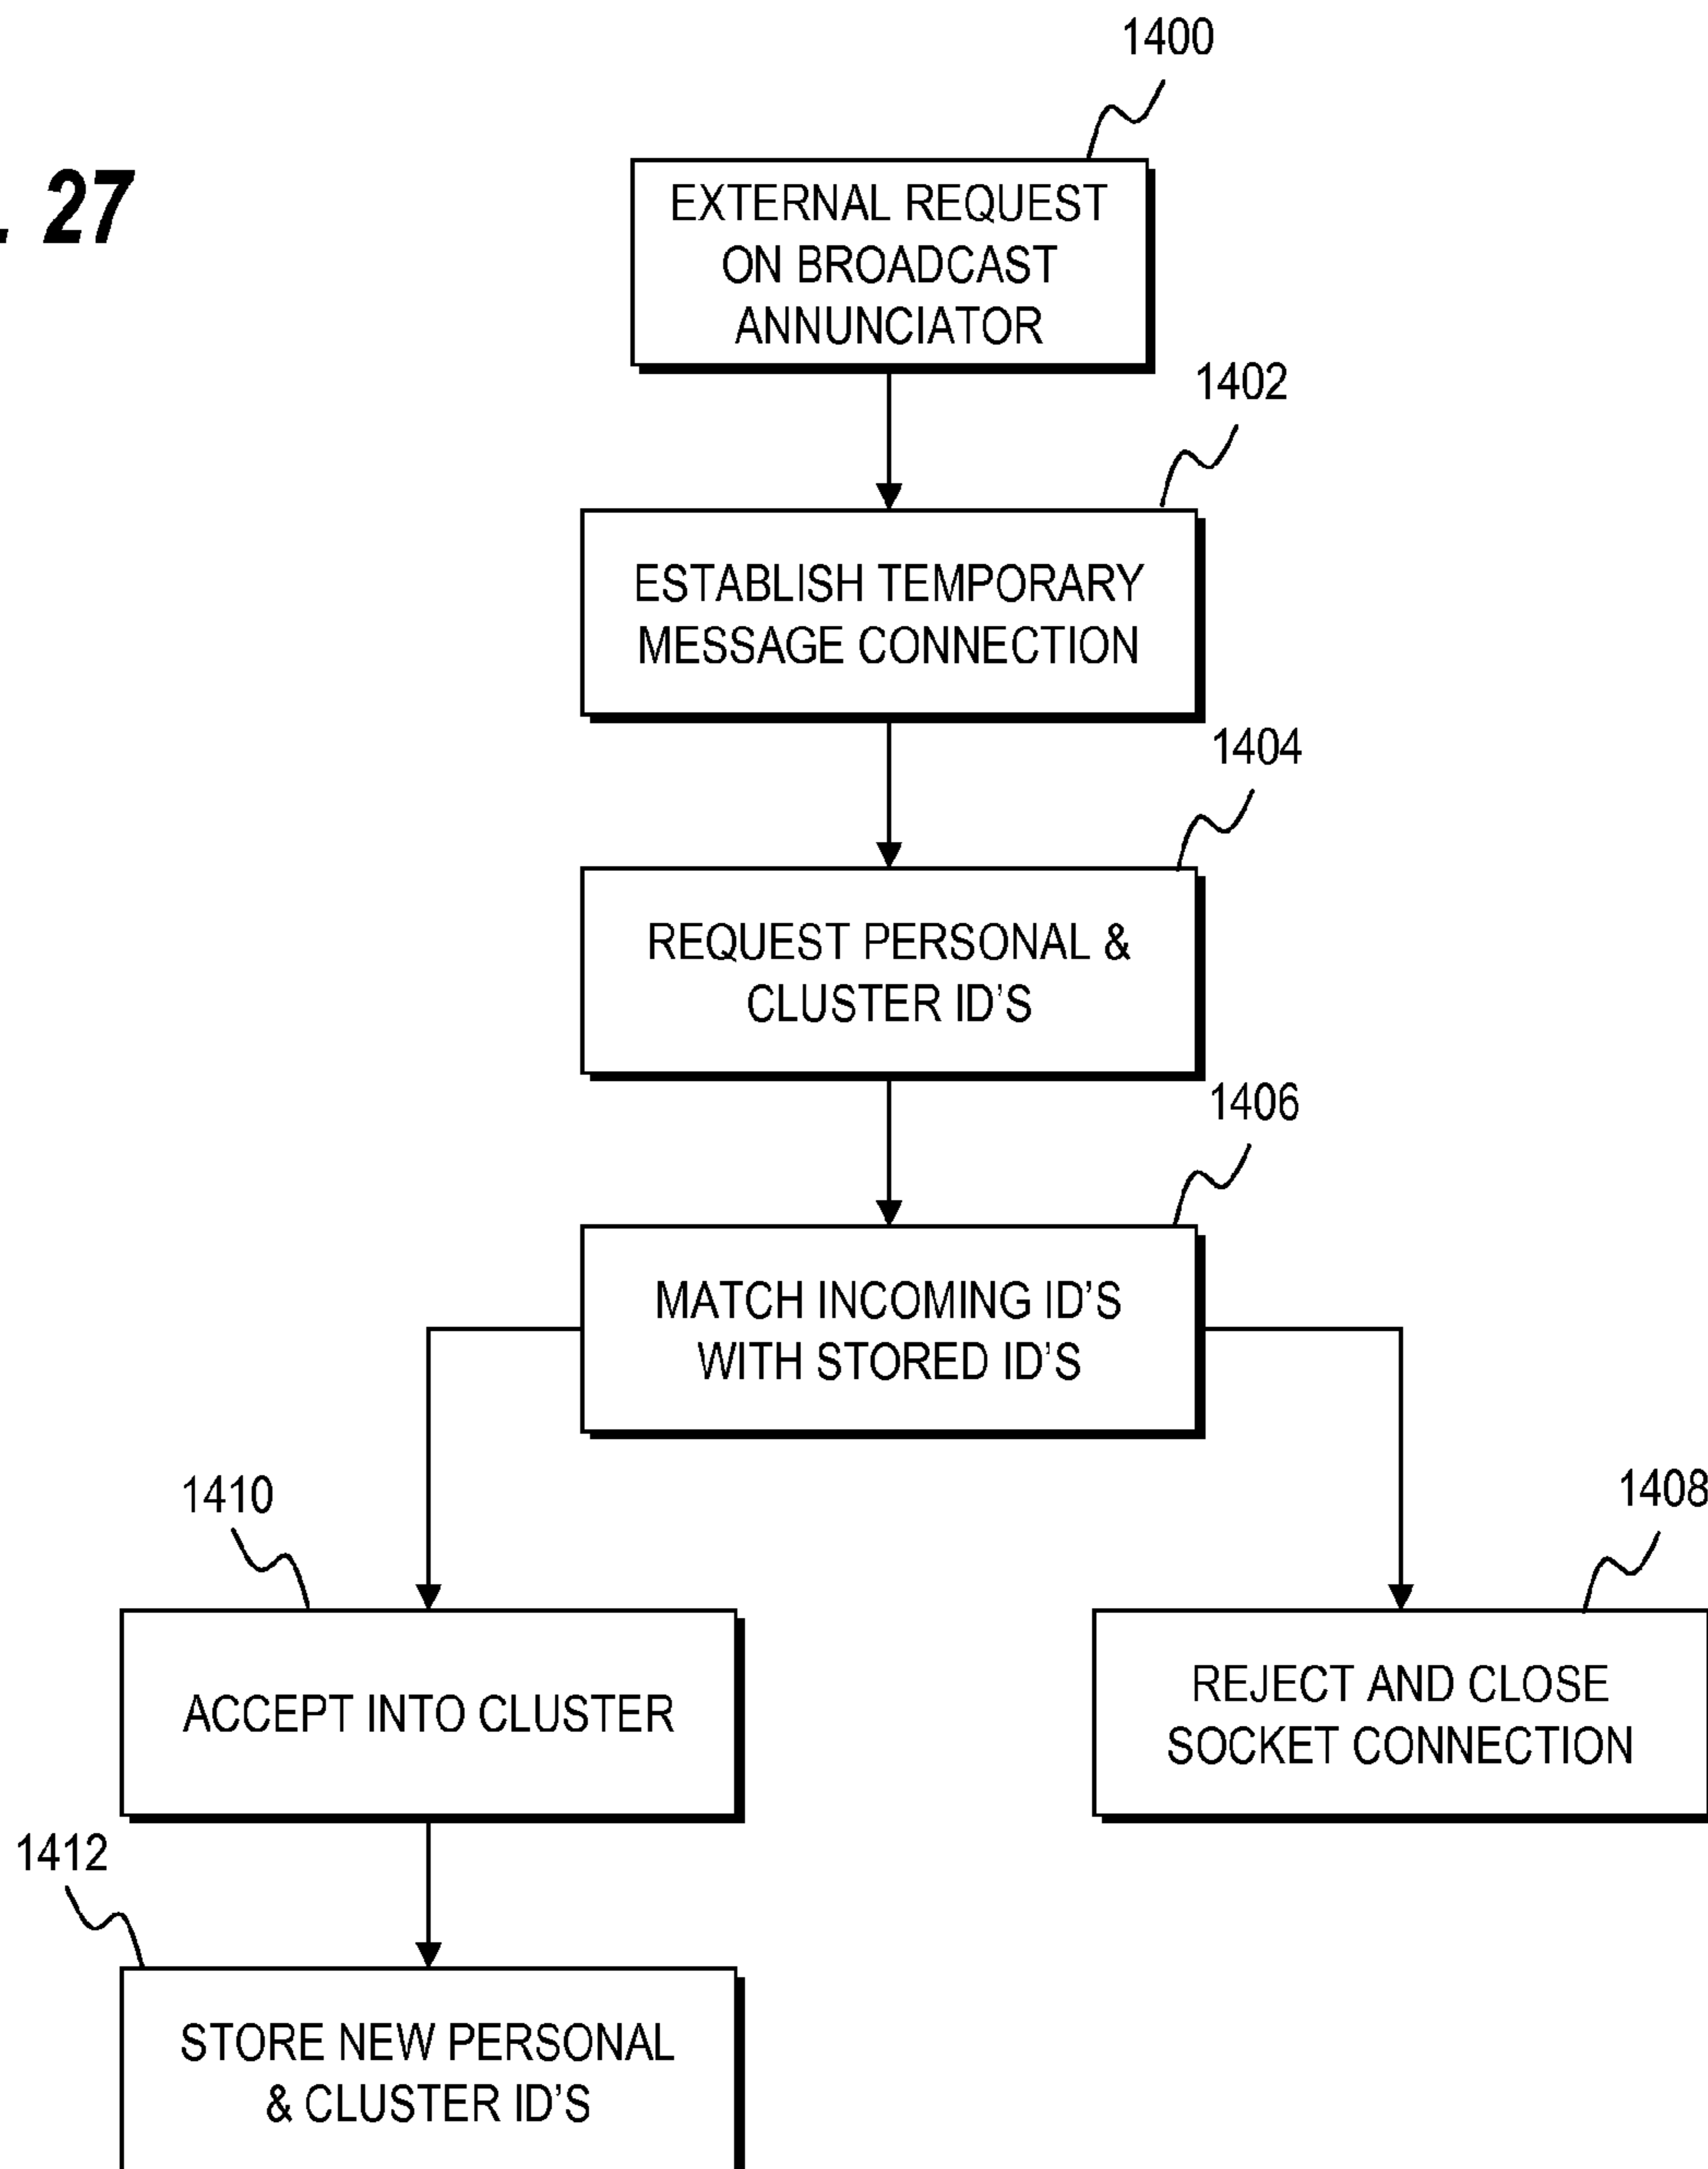 1400
. 27
EXTERNAL REQUEST
ON BROADCAST
ANNUNCIATOR
1402
ESTABLISH TEMPORARY
MESSAGE CONNECTION
1404
REQUEST PERSONAL &
CLUSTER ID'S
1406
MATCH INCOMING ID'S
WITH STORED ID'S
1410
1408
ACCEPT INTO CLUSTER
REJECT AND CLOSE
SOCKET CONNECTION
1412
STORE NEW PERSONAL
& CLUSTER ID'S